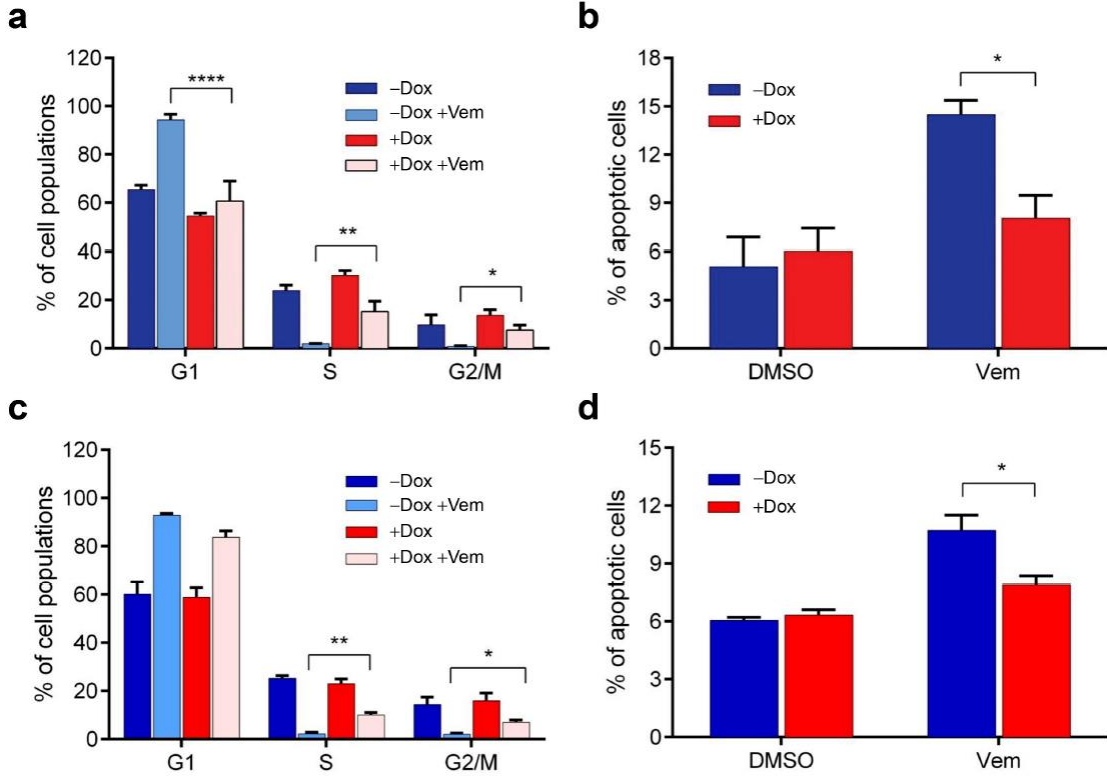 a
% of cell populations
120
100
80
60
40
20
0
****
**
*
–Dox
–Dox +Vem
+Dox
+Dox +Vem
G1 S G2/M
b
% of apoptotic cells
18
15
12
9
6
3
0
*
–Dox
+Dox
DMSO Vem
c
% of cell populations
120
100
80
60
40
20
0
**
*
–Dox
–Dox +Vem
+Dox
+Dox +Vem
G1 S G2/M
d
% of apoptotic cells
15
12
9
6
3
0
*
–Dox
+Dox
DMSO Vem